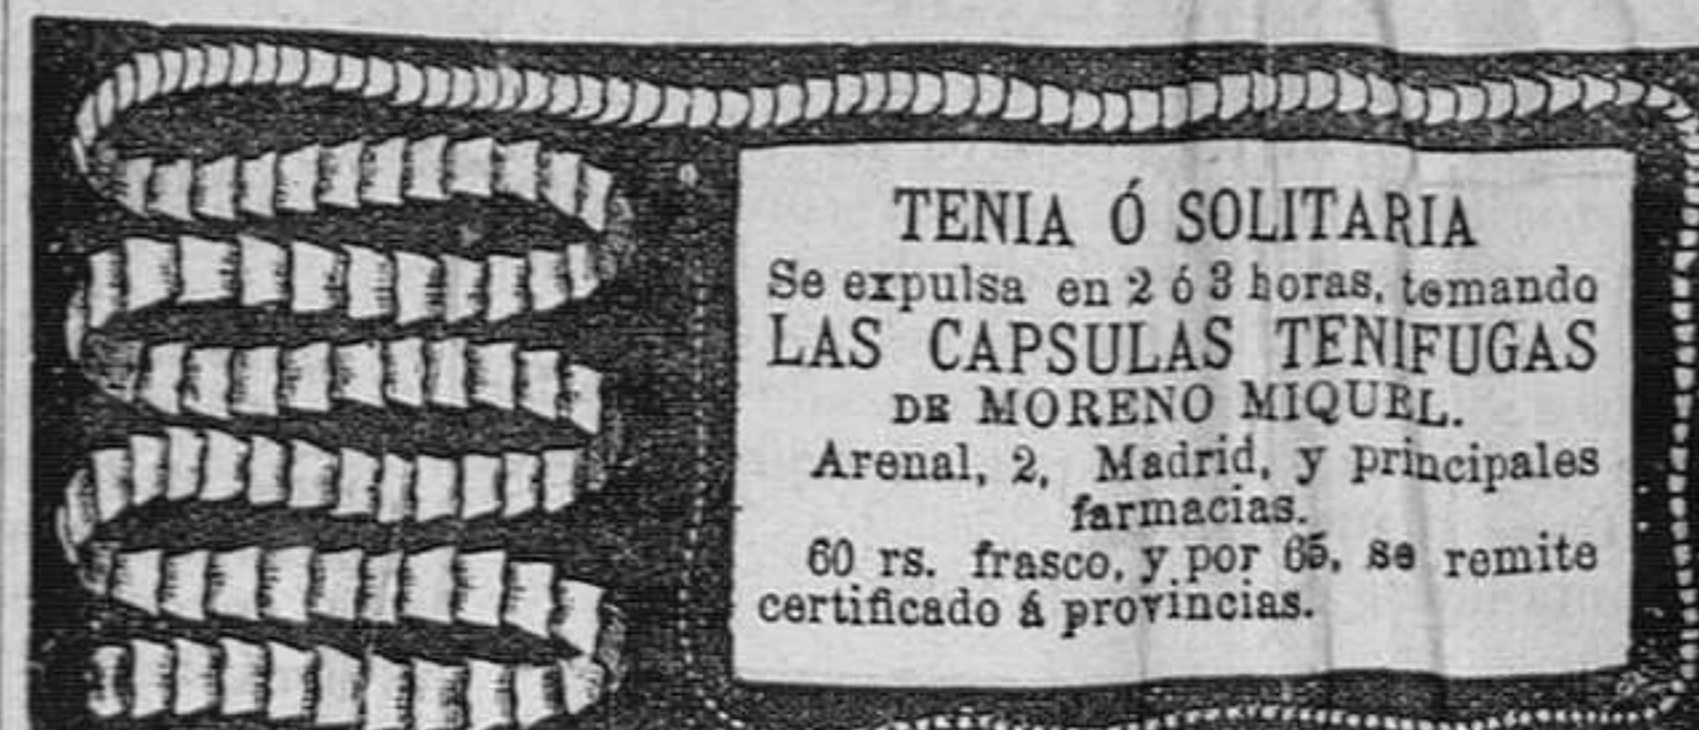 TENIA Ó SOLITARIA
Se expulsa en 2 ó 3 horas, tomando
LAS CAPSULAS TENIFUGAS
DE MORENO MIQUEL.
Arenal, 2, Madrid, y principales
farmacias.
60 rs. frasco, y por 65, se remite
certificado á provincias.